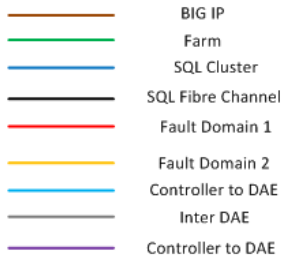 BIG IP
Farm
SQL Cluster
SQL Fibre Channel
Fault Domain 1
Fault Domain 2
Controller to DAE
Inter DAE
Controller to DAE